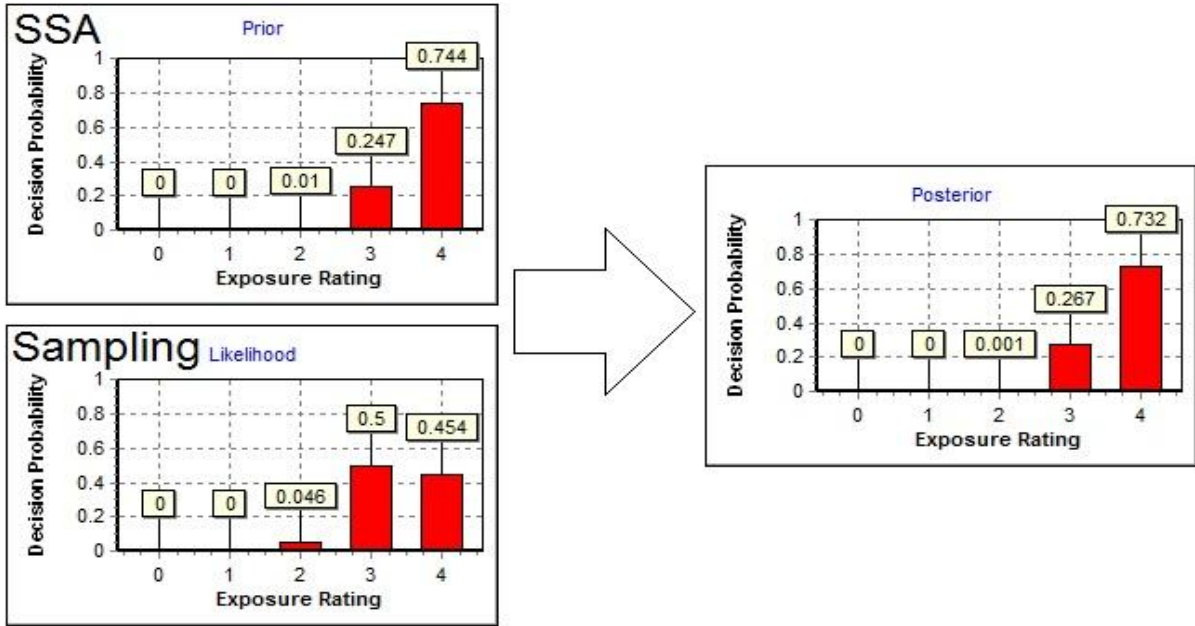 SSA
Prior
Decision Probability
1
0.8
0.6
0.4
0.2
0
0
0
0.01
0.247
0.744
0 1 2 3 4
Exposure Rating
Sampling Likelihood
Decision Probability
1
0.8
0.6
0.4
0.2
0
0
0
0.046
0.5
0.454
0 1 2 3 4
Exposure Rating
Posterior
Decision Probability
1
0.8
0.6
0.4
0.2
0
0
0
0.001
0.267
0.732
0 1 2 3 4
Exposure Rating